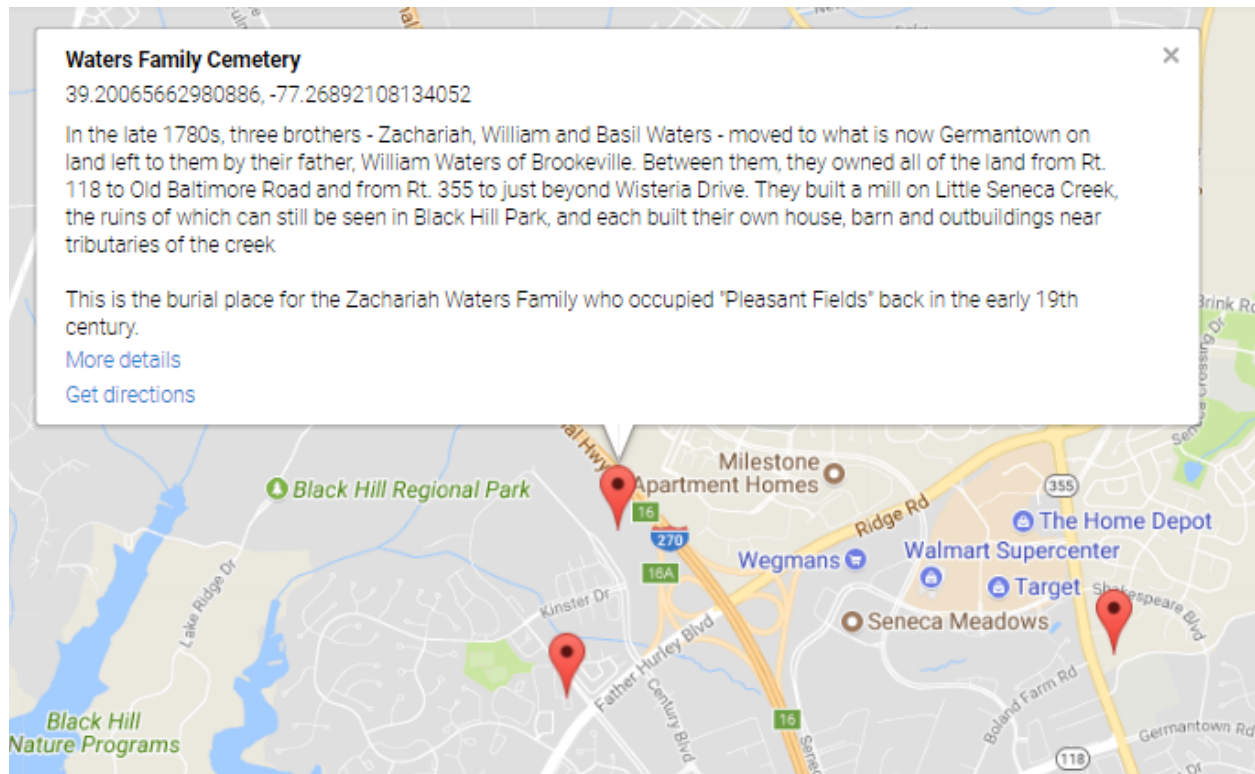 Waters Family Cemetery
39.20065662980886, -77.26892108134052
In the late 1780s, three brothers - Zachariah, William and Basil Waters - moved to what is now Germantown on
land left to them by their father, William Waters of Brookeville. Between them, they owned all of the land from Rt.
118 to Old Baltimore Road and from Rt. 355 to just beyond Wisteria Drive. They built a mill on Little Seneca Creek,
the ruins of which can still be seen in Black Hill Park, and each built their own house, barn and outbuildings near
tributaries of the creek
This is the burial place for the Zachariah Waters Family who occupied "Pleasant Fields" back in the early 19th
century.
More details
Get directions
Brink Rd
Seneca Crossing Dr
al Hwy
Milestone
Apartment Homes
Black Hill Regional Park
355
16
Ridge Rd
The Home Depot
270
Wegmans
Walmart Supercenter
16A
Target
Shakespeare Blvd
Lake Ridge Dr
Kinster Dr
Seneca Meadows
Father Hurley Blvd
Century Blvd
Boland Farm Rd
Black Hill
Nature Programs
16
Germantown Rd
118
Dr